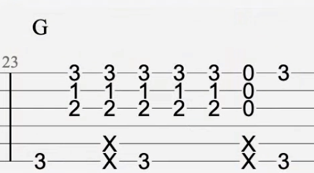 G
23
3 3 3 3 3 0 3
1 1 1 1 1 0
2 2 2 2 2 0
X X
3 X 3 X 3